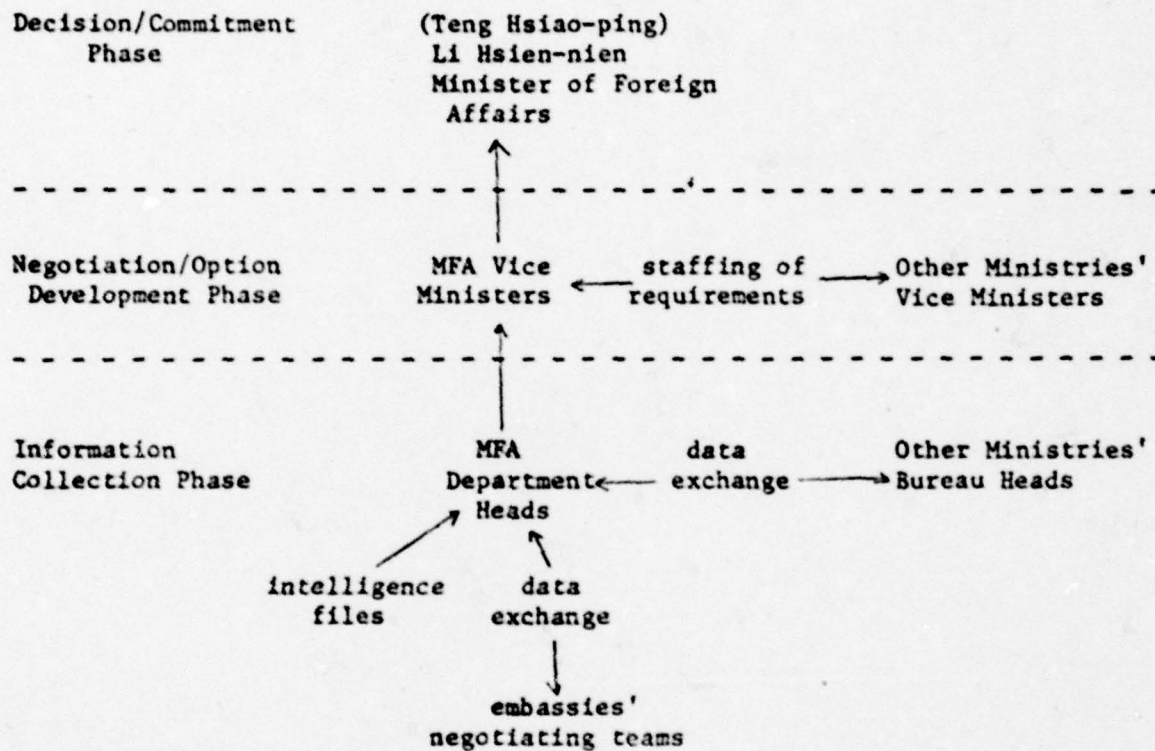 Decision/Commitment
Phase
(Teng Hsiao-ping)
Li Hsien-nien
Minister of Foreign
Affairs
Negotiation/Option
Development Phase
MFA Vice
Ministers
staffing of
requirements
Other Ministries'
Vice Ministers
Information
Collection Phase
MFA
Department
Heads
data
exchange
Other Ministries'
Bureau Heads
intelligence
files
data
exchange
embassies'
negotiating teams